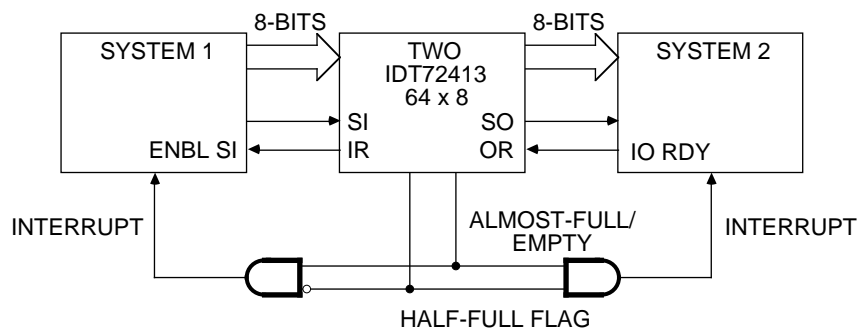 8-BITS
8-BITS
SYSTEM 1
TWO
IDT72413
64 x 8
SYSTEM 2
SI
SO
ENBL SI
IR
OR
IO RDY
INTERRUPT
ALMOST-FULL/
EMPTY
INTERRUPT
HALF-FULL FLAG